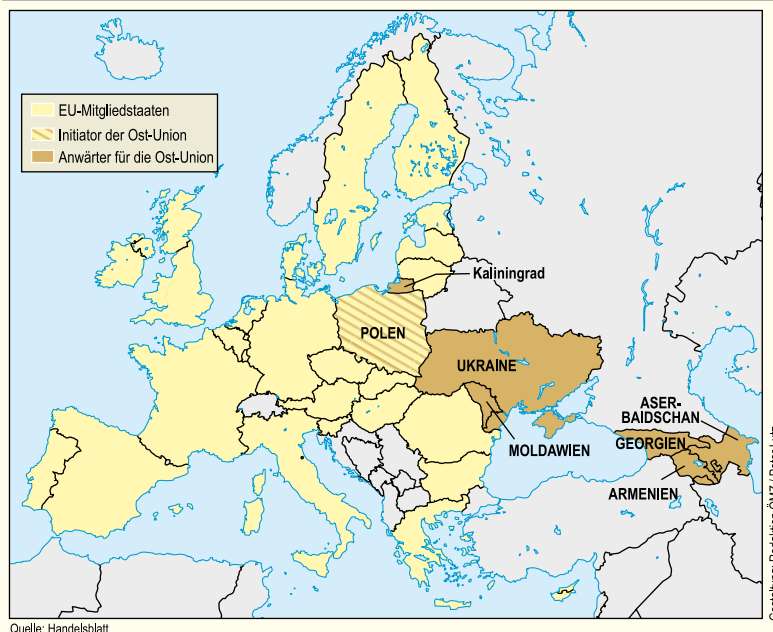 EU-Mitgliedstaaten
Initiator der Ost-Union
Anwärter für die Ost-Union
Kaliningrad
POLEN
UKRAINE
ASER-
BAIDSCHAN
MOLDAWIEN
GEORGIEN
ARMENIEN
Quelle: Handelsblatt